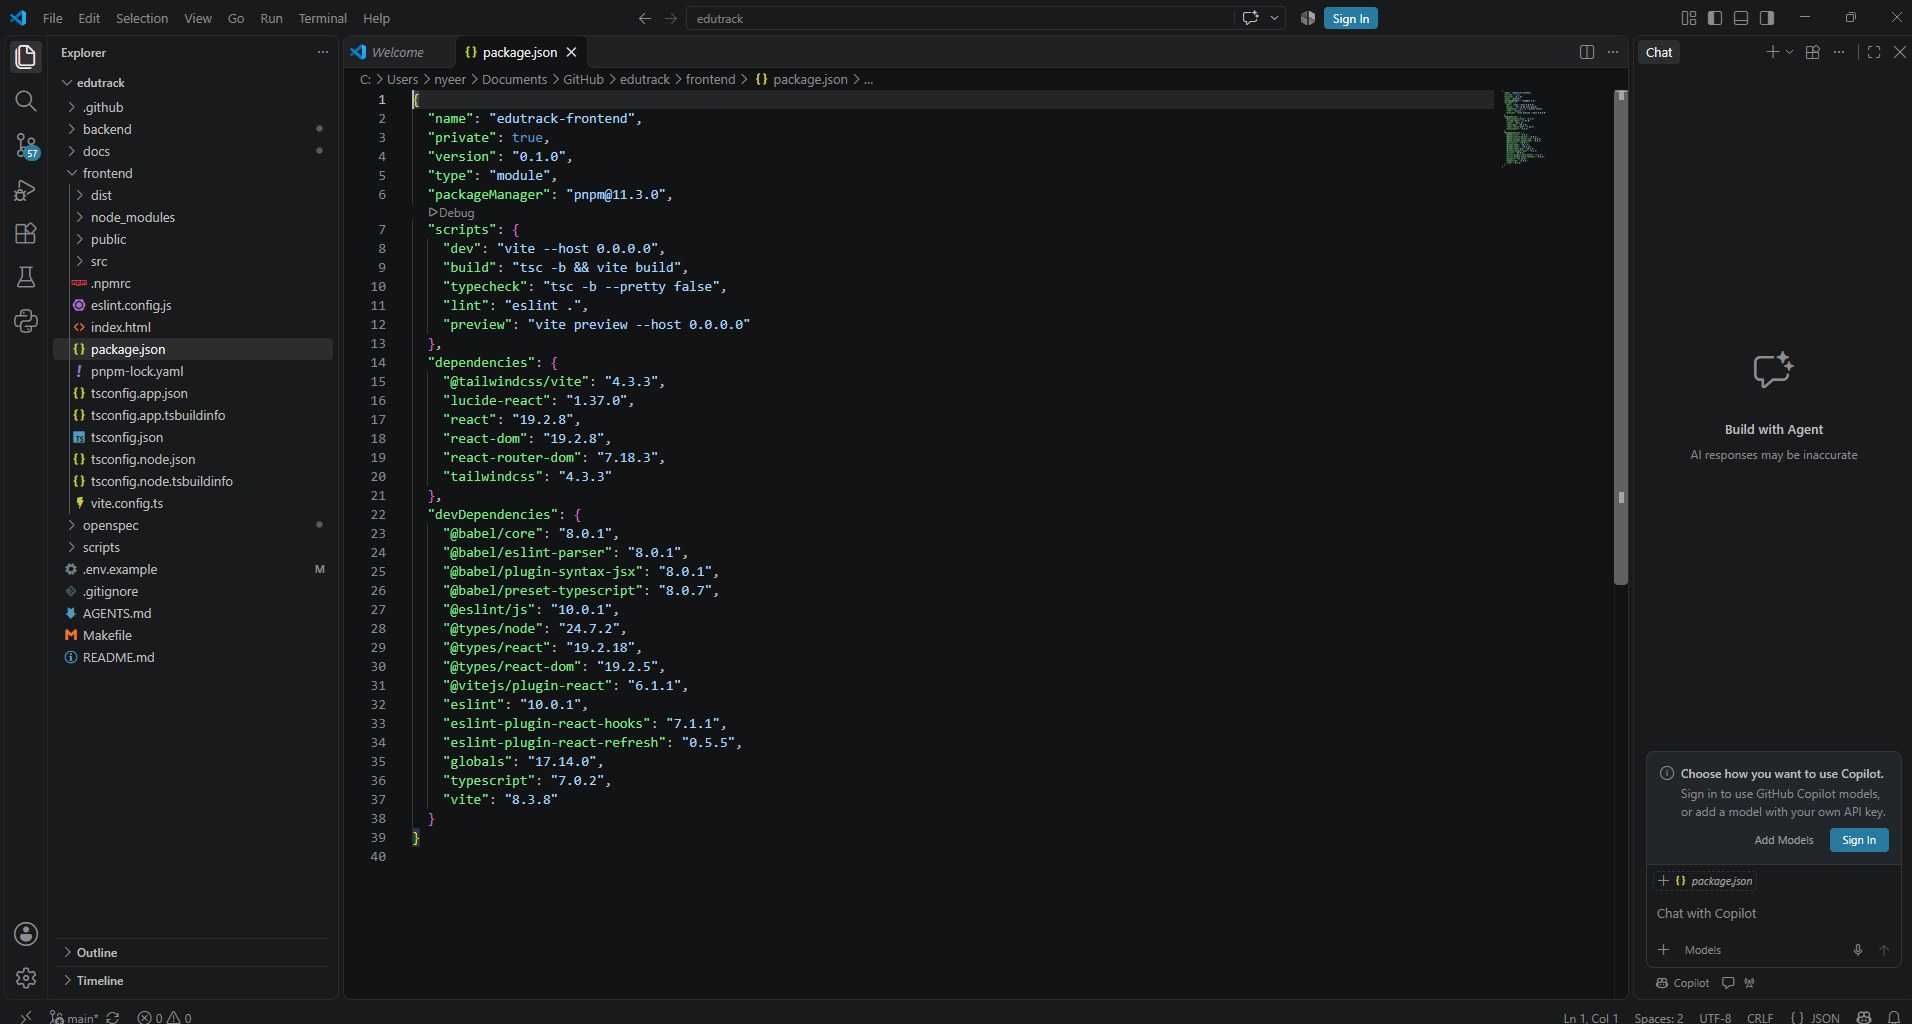 File Edit Selection View Go Run Terminal Help
edutrack
Sign In
Explorer
edutrack
.github
backend
docs
frontend
dist
node_modules
public
src
.npmrc
eslint.config.js
index.html
package.json
pnpm-lock.yaml
tsconfig.app.json
tsconfig.app.tsbuildinfo
tsconfig.json
tsconfig.node.json
tsconfig.node.tsbuildinfo
vite.config.ts
openspec
scripts
.env.example M
.gitignore
AGENTS.md
Makefile
README.md
Outline
Timeline
57
Welcome package.json
C: > Users > nyeer > Documents > GitHub > edutrack > frontend > {} package.json > ...
1 {
2 "name": "edutrack-frontend",
3 "private": true,
4 "version": "0.1.0",
5 "type": "module",
6 "packageManager": "pnpm@11.3.0",
Debug
7 "scripts": {
8 "dev": "vite --host 0.0.0.0",
9 "build": "tsc -b && vite build",
10 "typecheck": "tsc -b --pretty false",
11 "lint": "eslint .",
12 "preview": "vite preview --host 0.0.0.0"
13 },
14 "dependencies": {
15 "@tailwindcss/vite": "4.3.3",
16 "lucide-react": "1.37.0",
17 "react": "19.2.8",
18 "react-dom": "19.2.8",
19 "react-router-dom": "7.18.3",
20 "tailwindcss": "4.3.3"
21 },
22 "devDependencies": {
23 "@babel/core": "8.0.1",
24 "@babel/eslint-parser": "8.0.1",
25 "@babel/plugin-syntax-jsx": "8.0.1",
26 "@babel/preset-typescript": "8.0.7",
27 "@eslint/js": "10.0.1",
28 "@types/node": "24.7.2",
29 "@types/react": "19.2.18",
30 "@types/react-dom": "19.2.5",
31 "@vitejs/plugin-react": "6.1.1",
32 "eslint": "10.0.1",
33 "eslint-plugin-react-hooks": "7.1.1",
34 "eslint-plugin-react-refresh": "0.5.5",
35 "globals": "17.14.0",
36 "typescript": "7.0.2",
37 "vite": "8.3.8"
38 }
39 }
40
Chat
Build with Agent
AI responses may be inaccurate
Choose how you want to use Copilot.
Sign in to use GitHub Copilot models,
or add a model with your own API key.
Add Models Sign In
{} package.json
Chat with Copilot
Models
Copilot
main* 0 0 Ln 1, Col 1 Spaces: 2 UTF-8 CRLF {} JSON